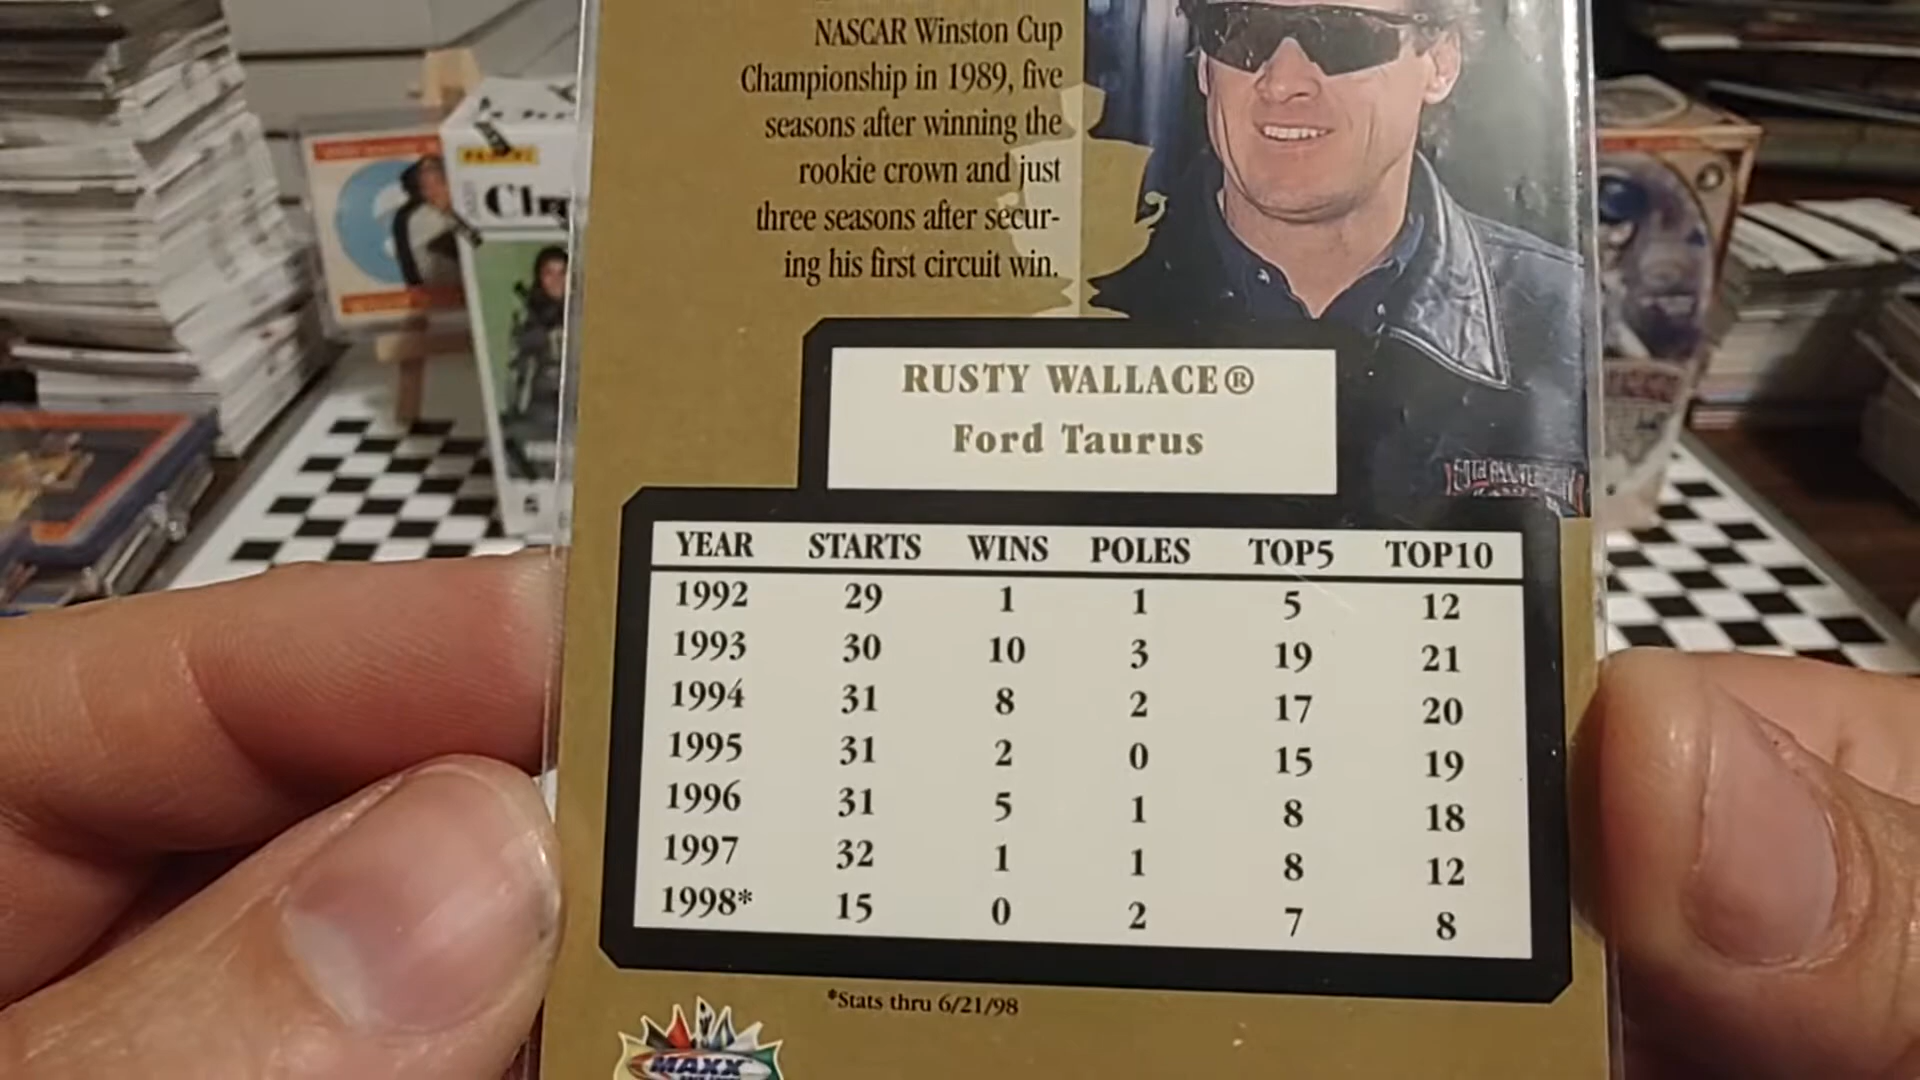 NASCAR Winston Cup
Championship in 1989, five
seasons after winning the
rookie crown and just
three seasons after secur-
ing his first circuit win.
RUSTY WALLACE®
Ford Taurus
50TH ANNIVERSARY
YEAR STARTS WINS POLES TOP5 TOP10
1992 29 1 1 5 12
1993 30 10 3 19 21
1994 31 8 2 17 20
1995 31 2 0 15 19
1996 31 5 1 8 18
1997 32 1 1 8 12
1998* 15 0 2 7 8
*Stats thru 6/21/98
MAXX
PANINI